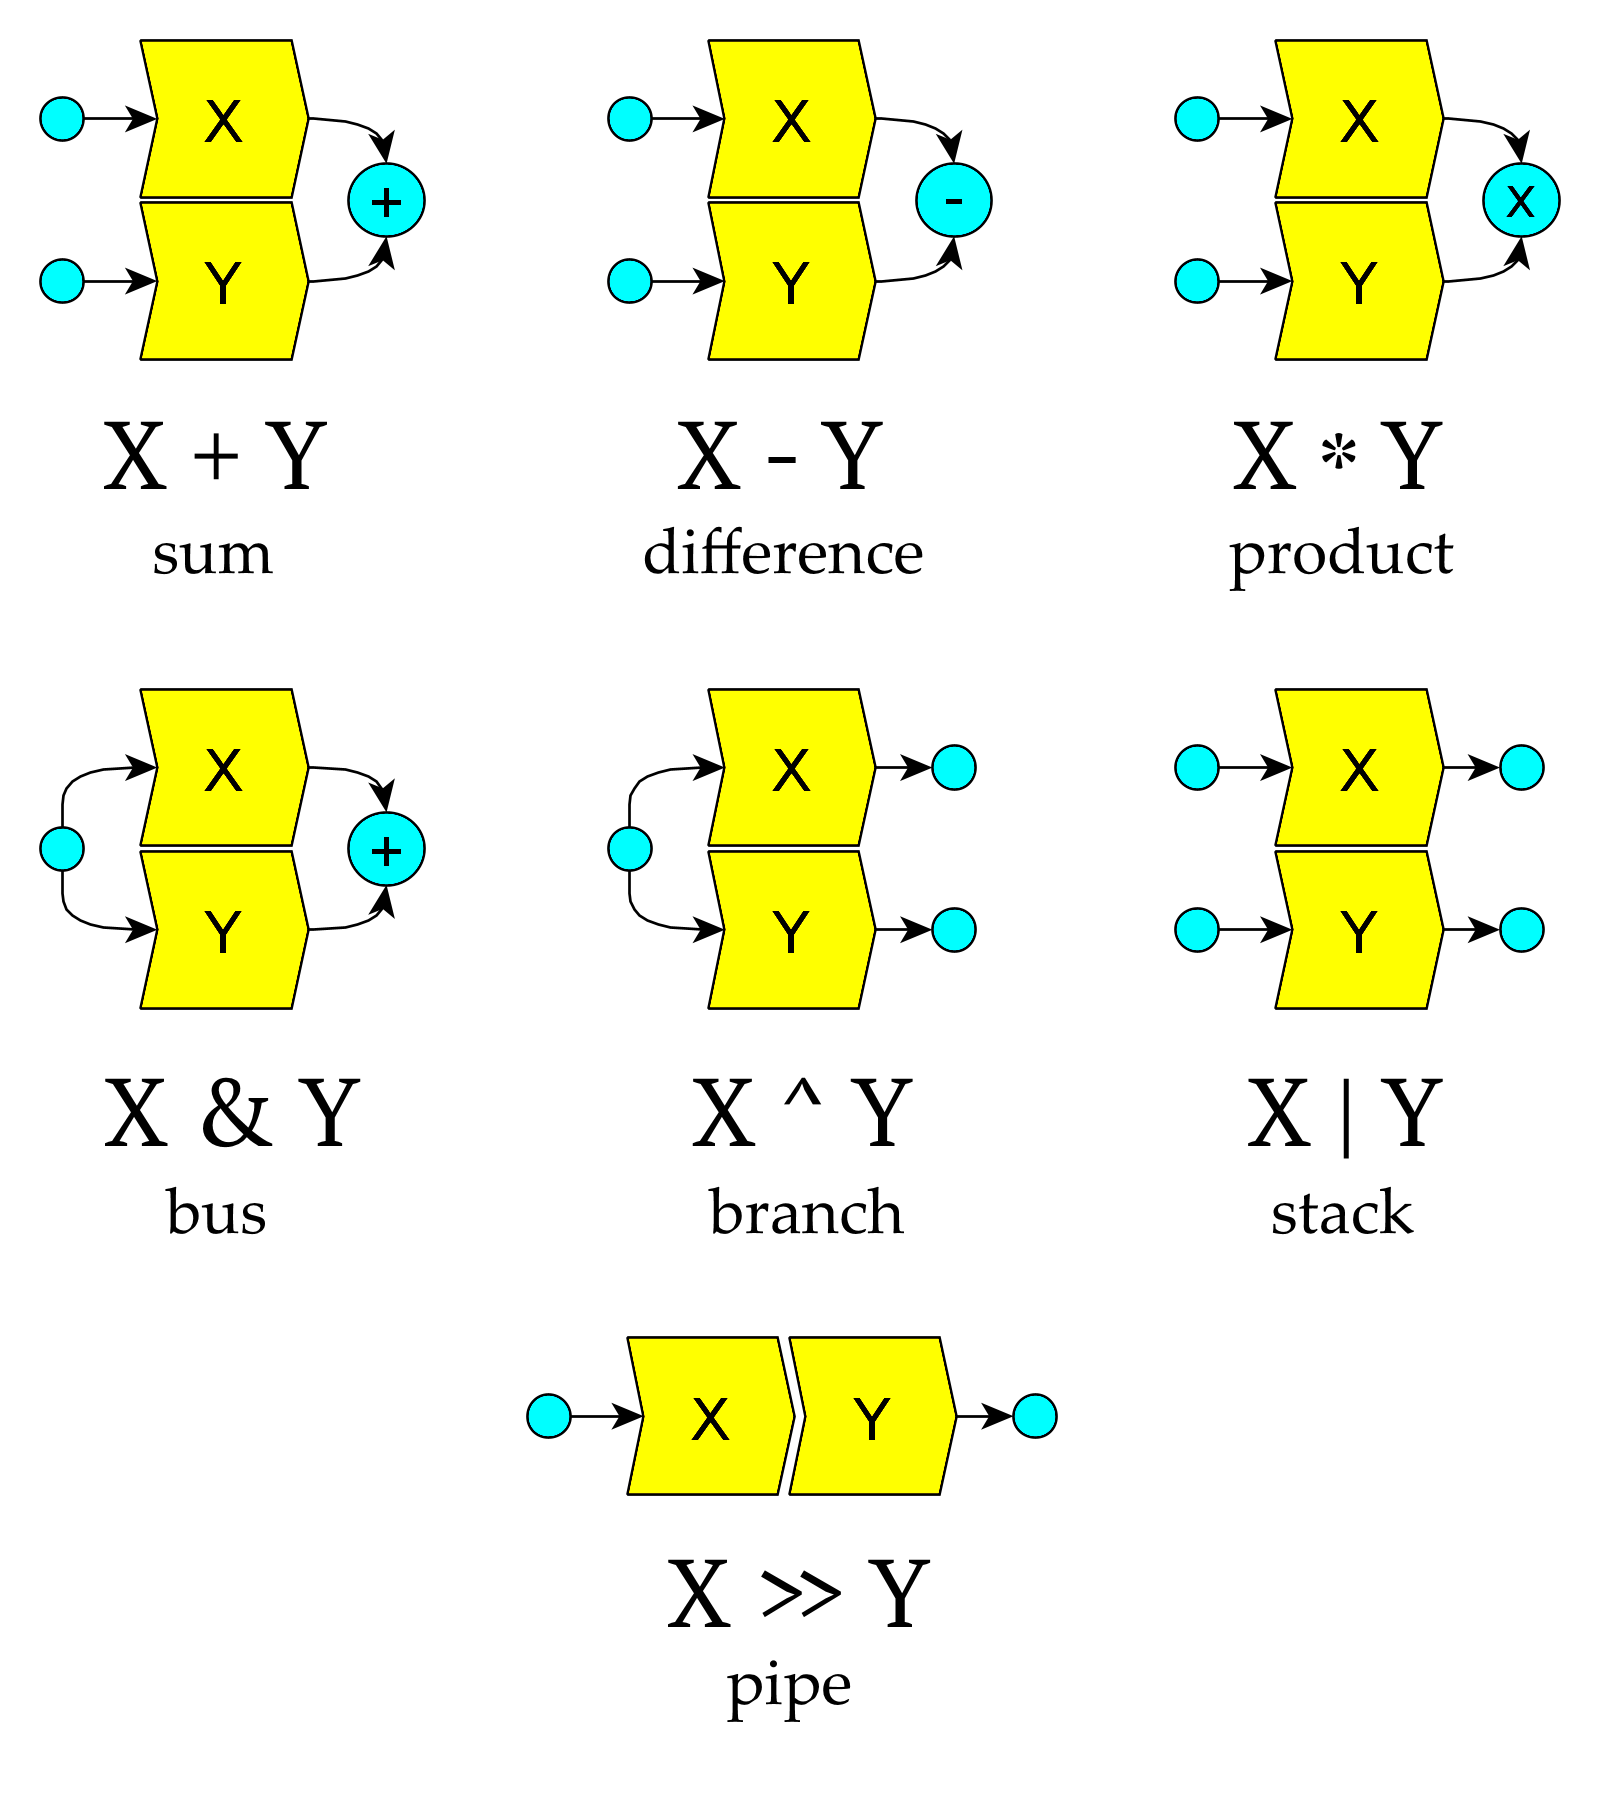 X
Y
+
X + Y
sum
X
Y
-
X - Y
difference
X
Y
X
X * Y
product
X
Y
+
X & Y
bus
X
Y
X ^ Y
branch
X
Y
X | Y
stack
X Y
X >> Y
pipe